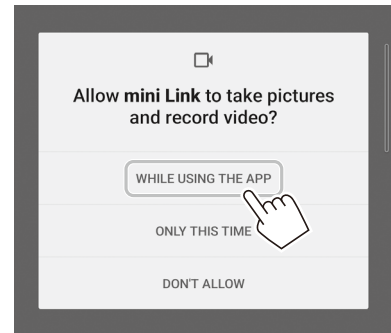 Allow mini Link to take pictures
and record video?
WHILE USING THE APP
ONLY THIS TIME
DON'T ALLOW